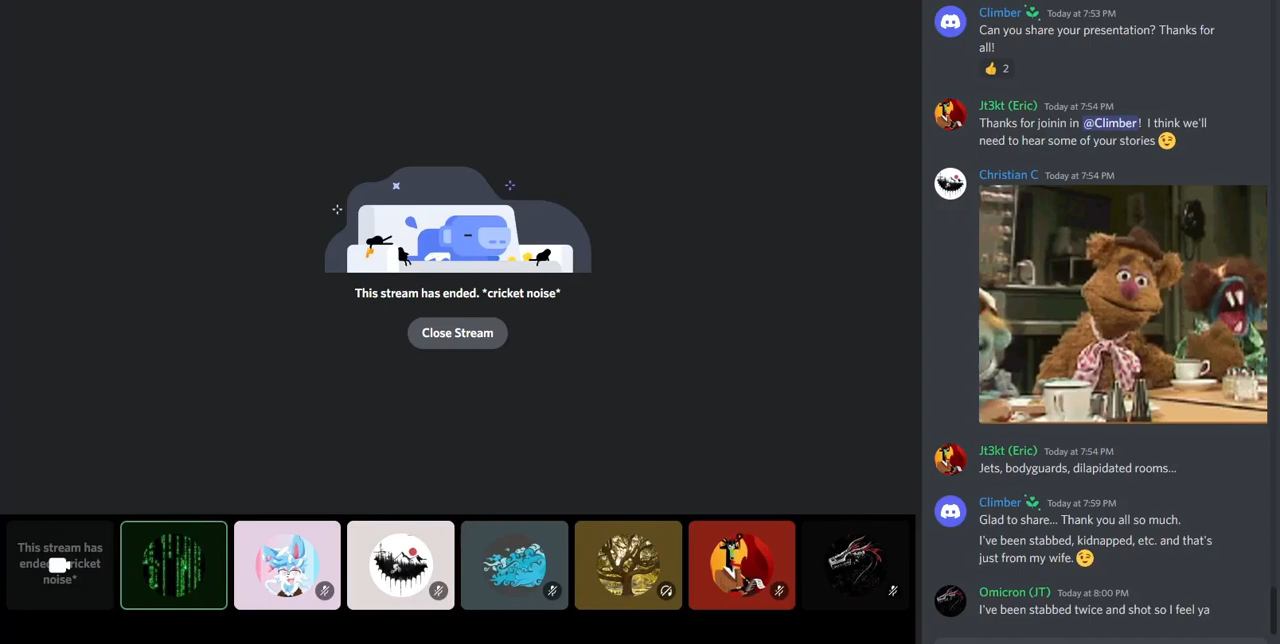 This stream has ended. *cricket noise*
Close Stream
This stream has
ended
ricket
noise*
Climber Today at 7:53 PM
Can you share your presentation? Thanks for
all!
👍 2
Jt3kt (Eric) Today at 7:54 PM
Thanks for joinin in @Climber! I think we'll
need to hear some of your stories 😉
Christian C Today at 7:54 PM
Jt3kt (Eric) Today at 7:54 PM
Jets, bodyguards, dilapidated rooms...
Climber Today at 7:59 PM
Glad to share... Thank you all so much.
I've been stabbed, kidnapped, etc. and that's
just from my wife. 😉
Omicron (JT) Today at 8:00 PM
I've been stabbed twice and shot so I feel ya